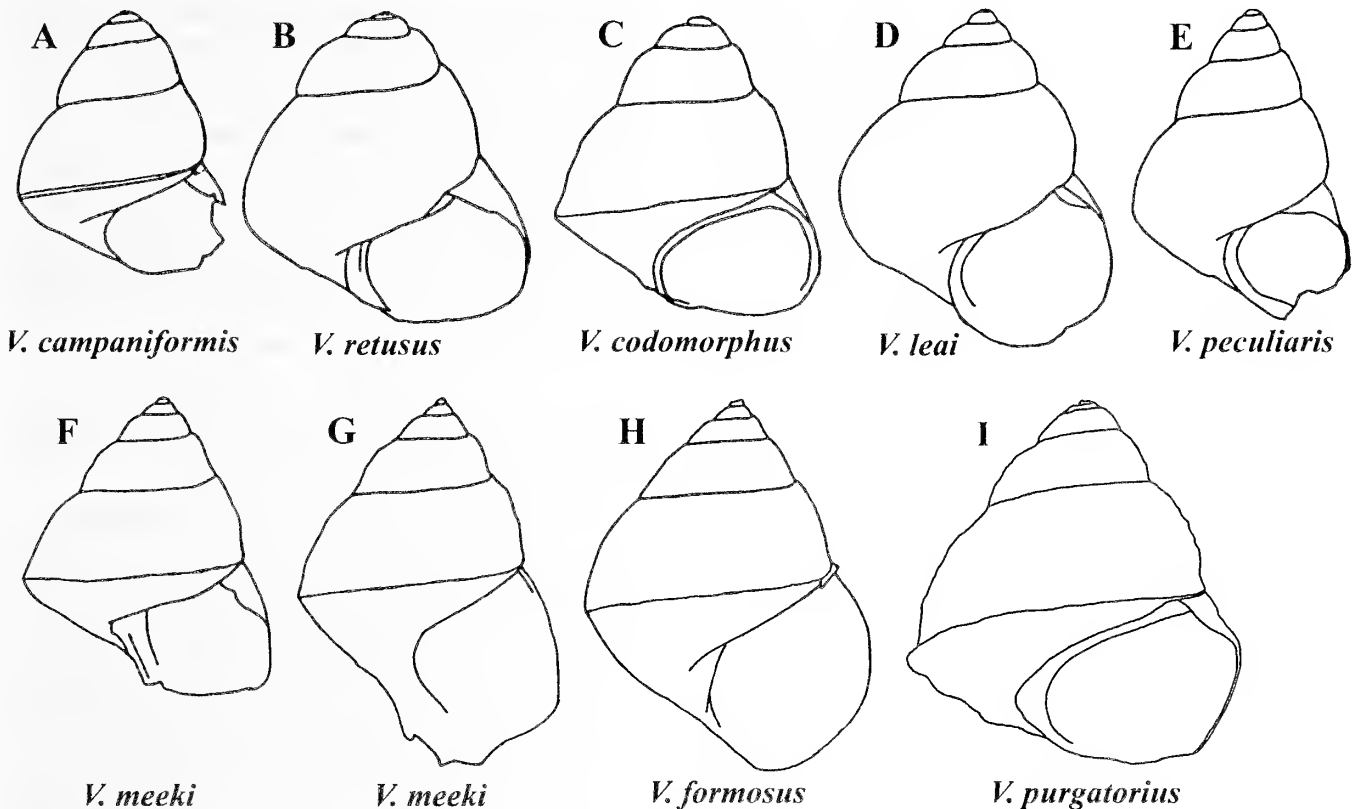 A B C D E
V. campaniformis V. retusus V. codomorphus V. leai V. peculiaris
F G H I
V. meeki V. meeki V. formosus V. purgatorius